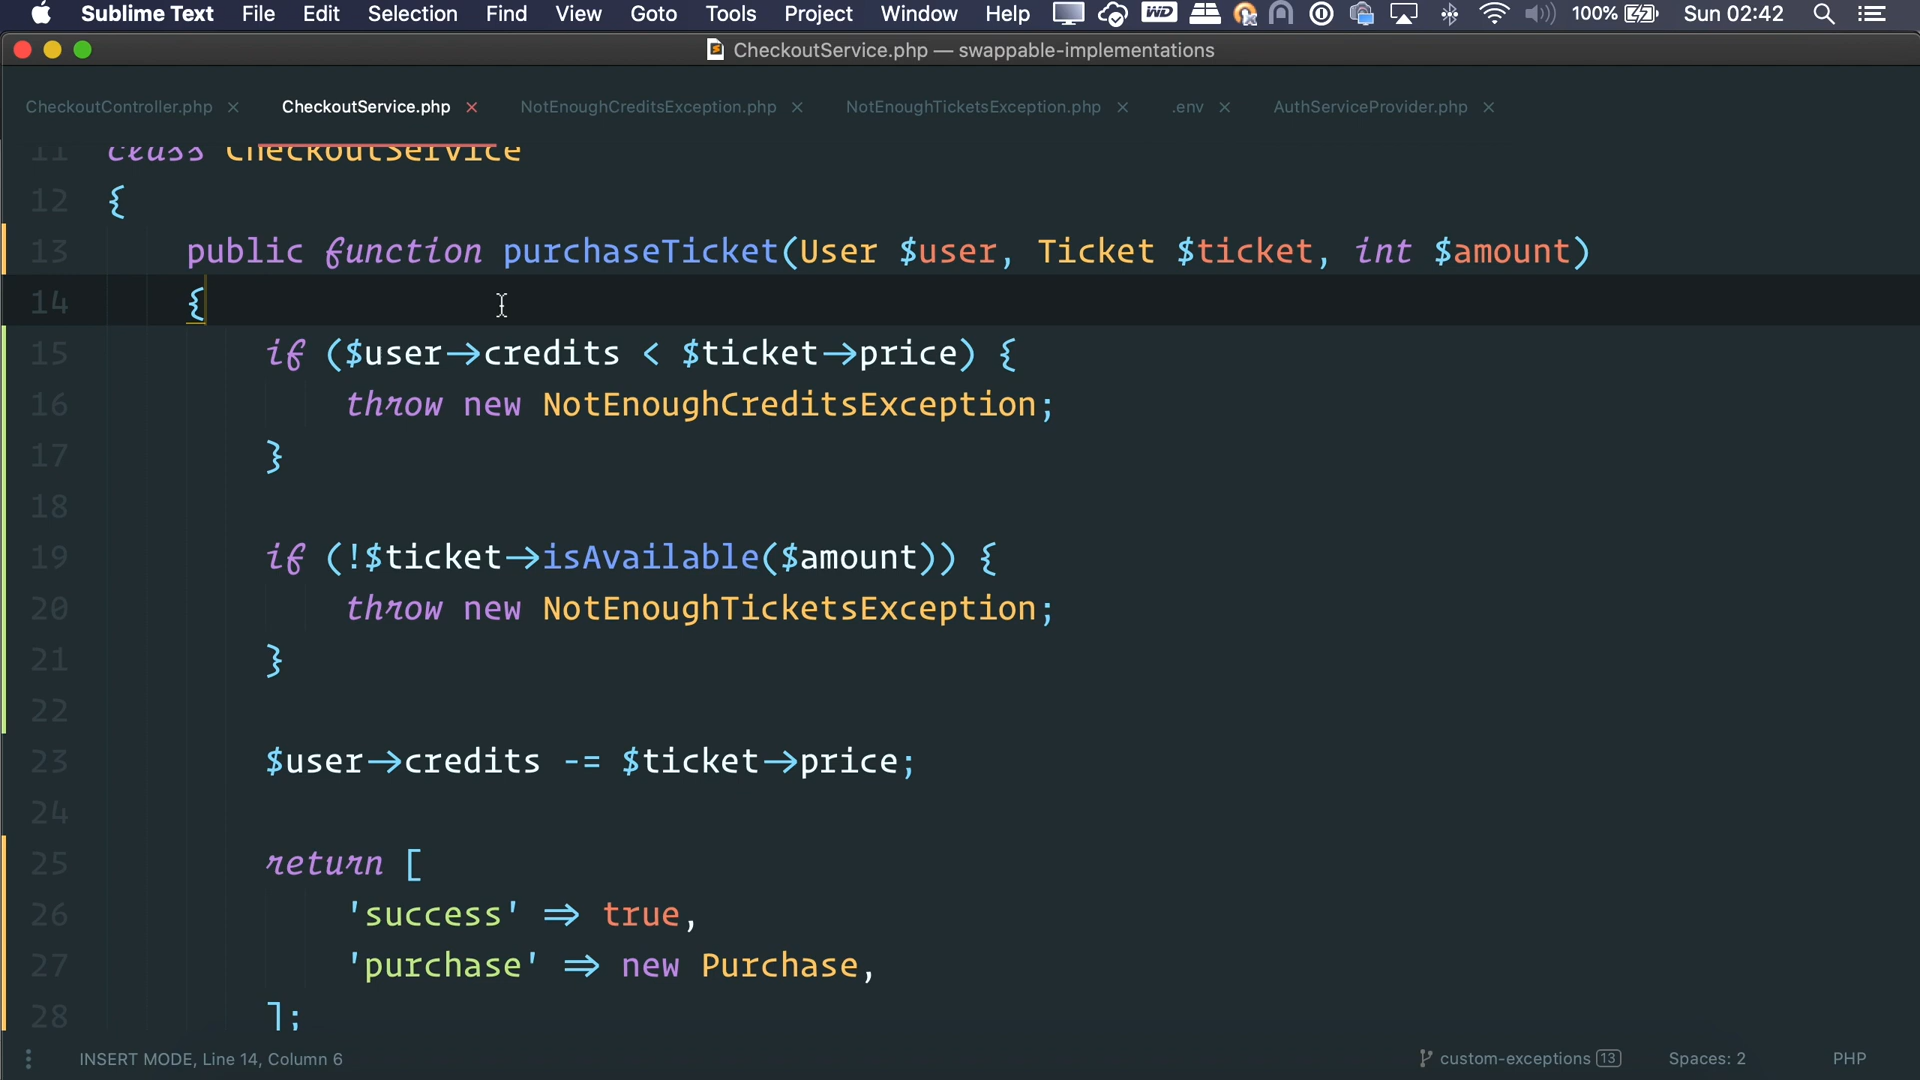 Sublime Text File Edit Selection Find View Goto Tools Project Window Help WD 100% Sun 02:42
CheckoutService.php — swappable-implementations
CheckoutController.php × CheckoutService.php × NotEnoughCreditsException.php × NotEnoughTicketsException.php × .env × AuthServiceProvider.php ×
11 class CheckoutService
12 {
13 public function purchaseTicket(User $user, Ticket $ticket, int $amount)
14 {
15 if ($user->credits < $ticket->price) {
16 throw new NotEnoughCreditsException;
17 }
18
19 if (!$ticket->isAvailable($amount)) {
20 throw new NotEnoughTicketsException;
21 }
22
23 $user->credits -= $ticket->price;
24
25 return [
26 'success' => true,
27 'purchase' => new Purchase,
28 ];
INSERT MODE, Line 14, Column 6 custom-exceptions 13 Spaces: 2 PHP